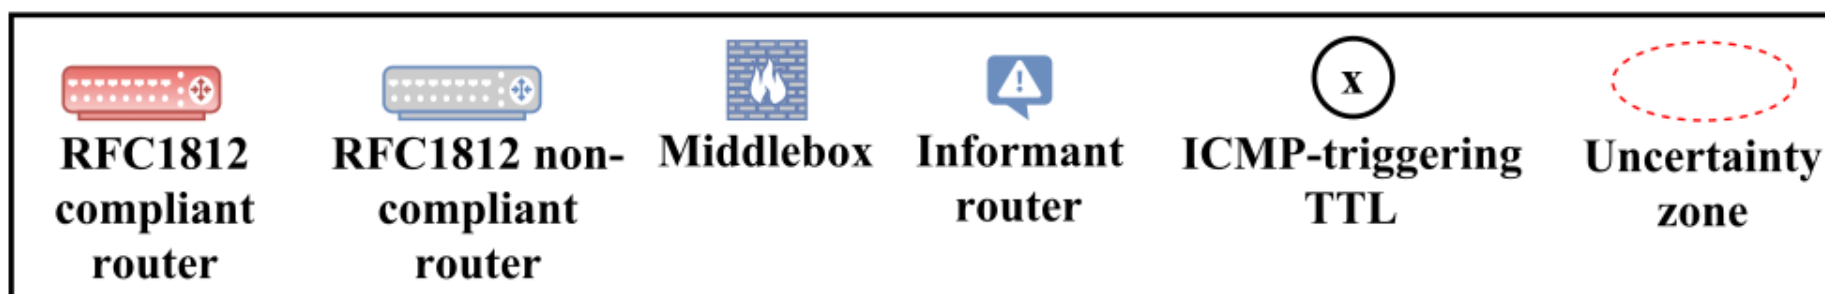 x
RFC1812
compliant
router
RFC1812 non-
compliant
router
Middlebox
Informant
router
ICMP-triggering
TTL
Uncertainty
zone